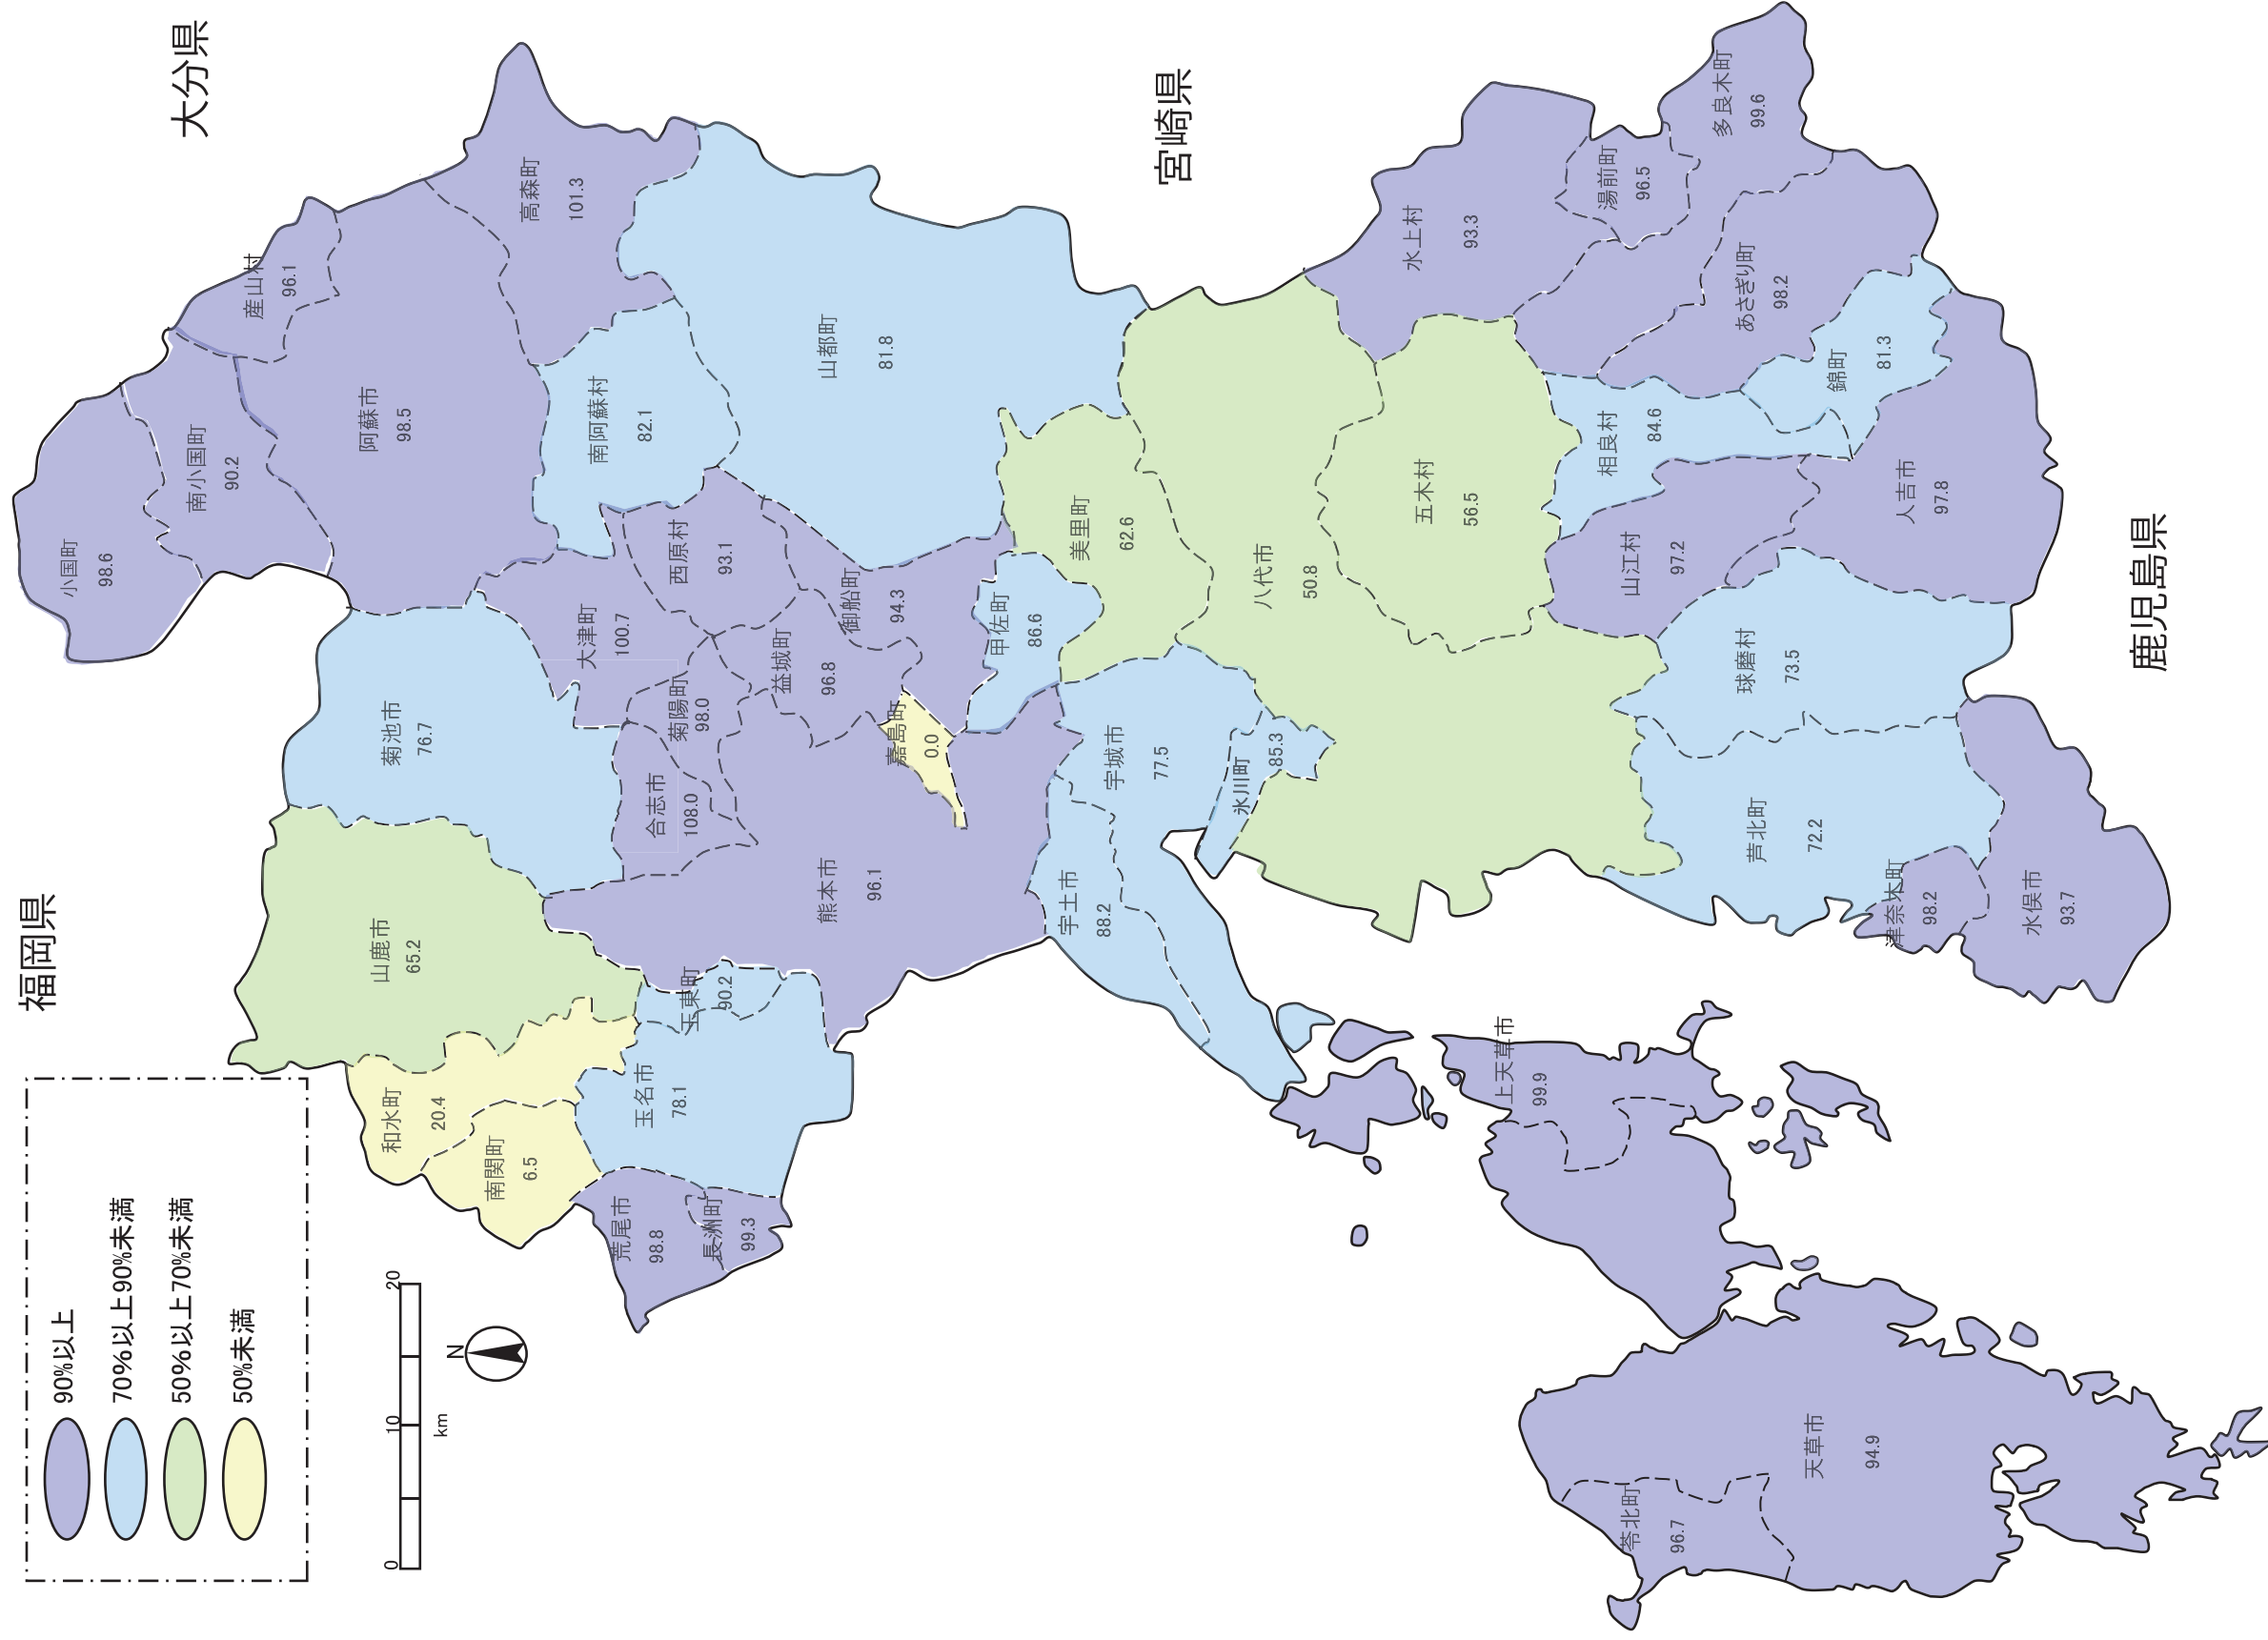 福岡県
大分県
宮崎県
鹿児島県
90%以上
70%以上90%未満
50%以上70%未満
50%未満
0
10
20
km
N
小国町
98.6
南小国町
90.2
産山村
96.1
阿蘇市
98.5
高森町
101.3
南阿蘇村
82.1
山都町
81.8
菊池市
76.7
大津町
100.7
西原村
93.1
菊陽町
98.0
合志市
108.0
益城町
96.8
御船町
94.3
嘉島町
0.0
甲佐町
86.6
美里町
62.6
熊本市
96.1
山鹿市
65.2
和水町
20.4
南関町
6.5
玉東町
90.2
玉名市
78.1
荒尾市
98.8
長洲町
99.3
宇土市
88.2
宇城市
77.5
氷川町
85.3
八代市
50.8
五木村
56.5
水上村
93.3
湯前町
96.5
多良木町
99.6
あさぎり町
98.2
錦町
81.3
相良村
84.6
山江村
97.2
人吉市
97.8
球磨村
73.5
芦北町
72.2
津奈木町
98.2
水俣市
93.7
上天草市
99.9
天草市
94.9
苓北町
96.7